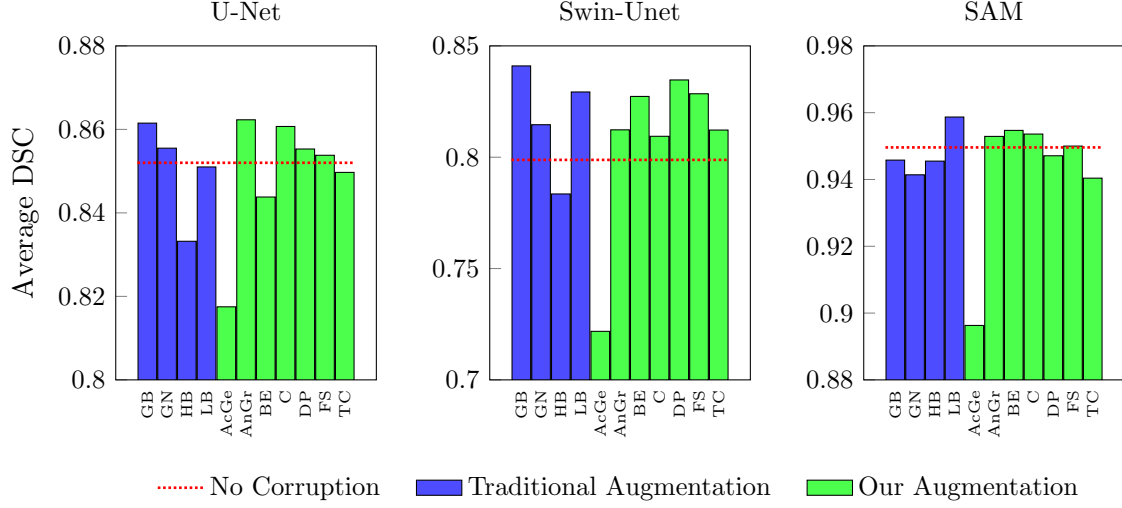 U-Net
Swin-Unet
SAM
Average DSC
0.88
0.86
0.84
0.82
0.8
GB GN HB LB AcGe AnGr BE C DP FS TC
0.85
0.8
0.75
0.7
GB GN HB LB AcGe AnGr BE C DP FS TC
0.98
0.96
0.94
0.92
0.9
0.88
GB GN HB LB AcGe AnGr BE C DP FS TC
No Corruption Traditional Augmentation Our Augmentation